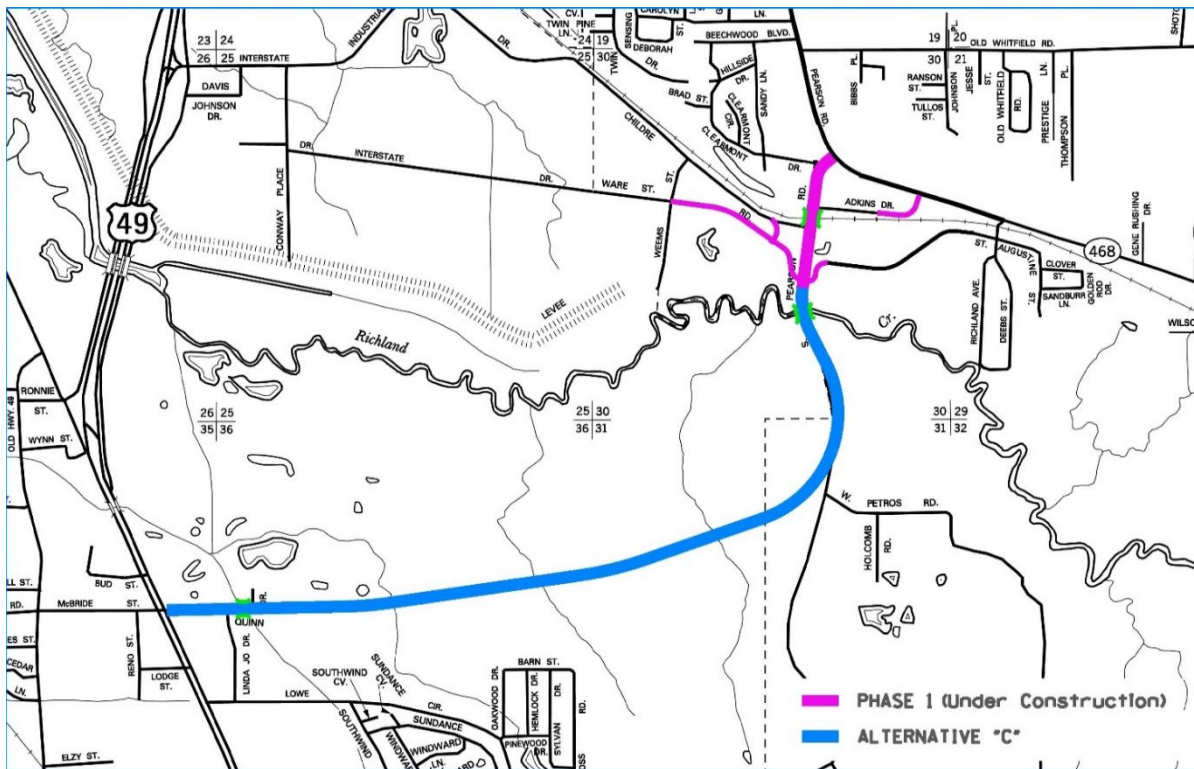 CV.
TWIN PINE
LN.
CAROLYN
ST.
SENSING
DEBORAH
DR.
LN.
BEECHWOOD BLVD.
PL.
SHOTO
INDUSTRIAL
DR.
23 24
26 25
INTERSTATE
24 19
25 30
TWIN
HILLSIDE
DR.
SANDY LN.
PEARSON RD.
19 20
30 21
OLD WHITFIELD RD.
BIBBS PL.
RANSON
ST.
TULLOS
ST.
JOHNSON
JESSE
ST.
OLD WHITFIELD
RD.
PRESTIGE LN.
THOMPSON PL.
DAVIS
JOHNSON
DR.
BRAD ST.
CLEARMONT
CIR.
CHILDRE
CLEARMONT
DR.
DR. INTERSTATE
DR.
WARE ST.
ST.
RD.
RD.
ADKINS DR.
CONWAY PLACE
49
WEEMS
PEARSON
ST.
AUGUSTINE
ST.
468
GENE RUSHING
DR.
CLOVER
ST.
SANDBURR
LN.
GOLDEN
ROD
DR.
LEVEE
Richland
Cr.
S
RICHLAND AVE.
DEEBS ST.
WILSO
RONNIE
ST.
OLD HWY. 49
WYNN ST.
26 25
35 36
25 30
36 31
30 29
31 32
W. PETROS RD.
HOLCOMB
RD.
BUD ST.
LL ST.
RD.
McBRIDE ST.
DR.
QUINN
ES ST.
CEDAR
LN.
RENO ST.
LINDA JO DR.
LODGE
ST.
SOUTHWIND
CV.
SUNDANCE
CV.
LOWE
CIR.
SUNDANCE
SOUTHWIND
WINDWARD
WINDWARD
LN.
BARN ST.
OAKWOOD DR.
HEMLOCK DR.
SYLVAN DR.
RD.
PINEWOOD
DR.
ELZY ST.
PHASE 1 (Under Construction)
ALTERNATIVE "C"